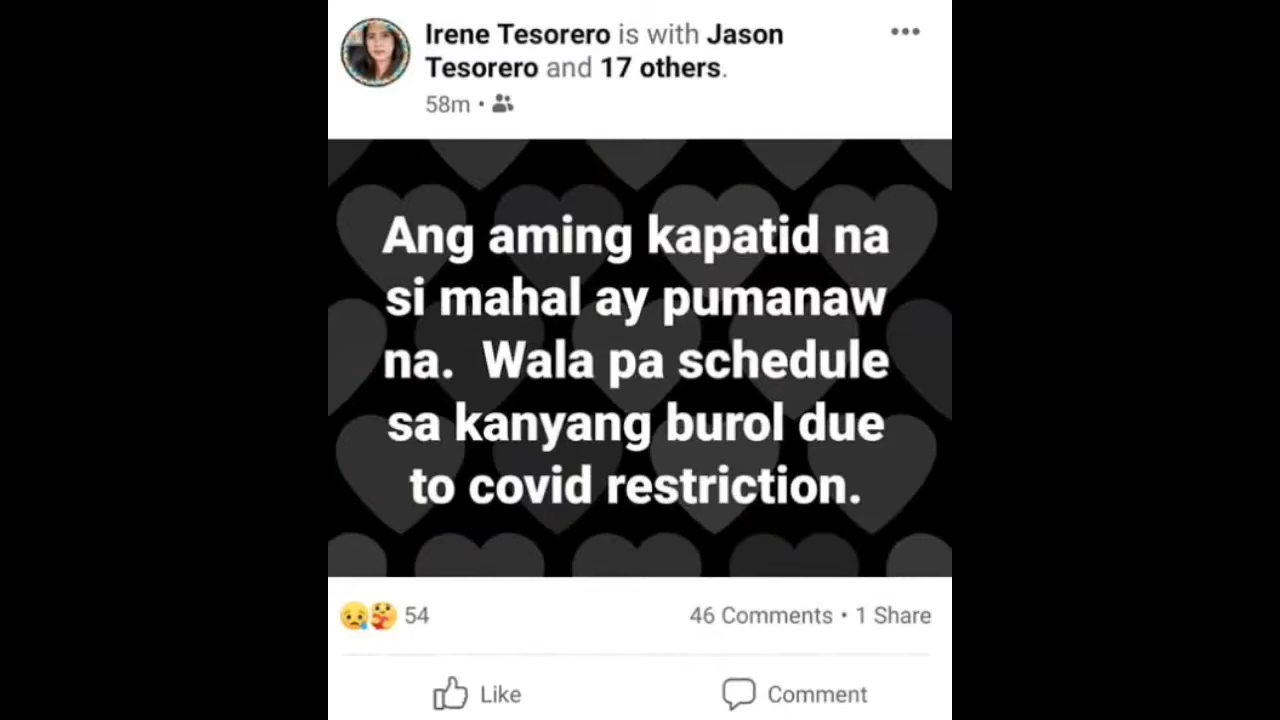 Irene Tesorero is with Jason
Tesorero and 17 others.
58m •
Ang aming kapatid na
si mahal ay pumanaw
na. Wala pa schedule
sa kanyang burol due
to covid restriction.
54 46 Comments • 1 Share
Like Comment